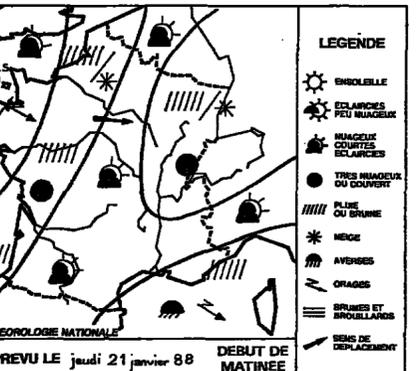 LEGENDE
ENSOLEILLE
ECLAIRCIES
PEU NUAGEUX
NUAGEUX
COURTES
ECLAIRCIES
TRES NUAGEUX
OU COUVERT
PLUIE
OU BRUINE
NEIGE
AVERSES
ORAGES
BRUMES ET
BROUILLARDS
SENS DE
DEPLACEMENT
EOROLOGIE NATIONALE
REVU LE jeudi 21 janvier 88 DEBUT DE
MATINEE